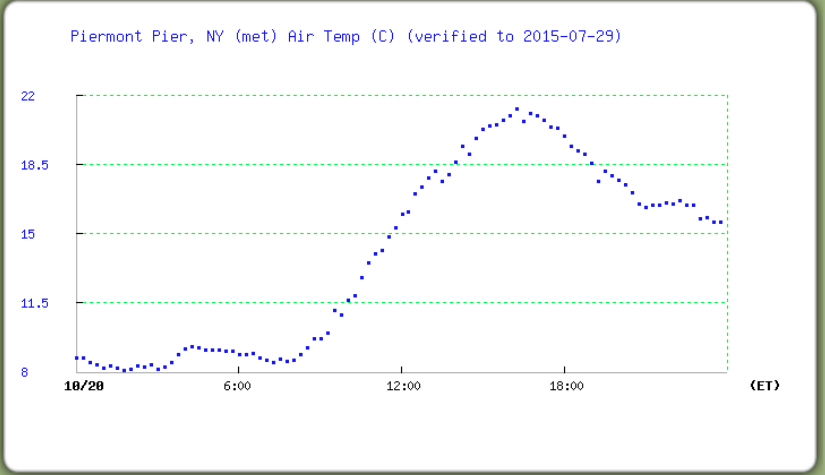 Piermont Pier, NY (met) Air Temp (C) (verified to 2015-07-29)
22
18.5
15
11.5
8
10/20 6:00 12:00 18:00 (ET)